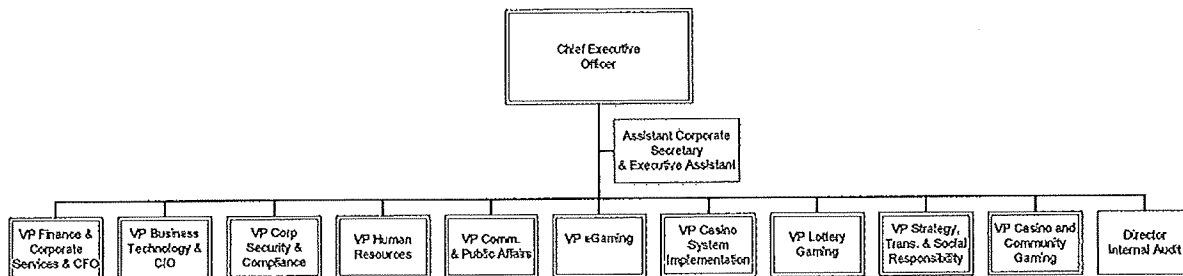 Chief Executive
Officer
Assistant Corporate
Secretary
& Executive Assistant
VP Finance &
Corporate
Services & CFO
VP Business
Technology &
CIO
VP Corp
Security &
Compliance
VP Human
Resources
VP Comm.
& Public Affairs
VP eGaming
VP Casino
System
Implementation
VP Lottery
Gaming
VP Strategy,
Trans. & Social
Responsibility
VP Casino and
Community
Gaming
Director
Internal Audit